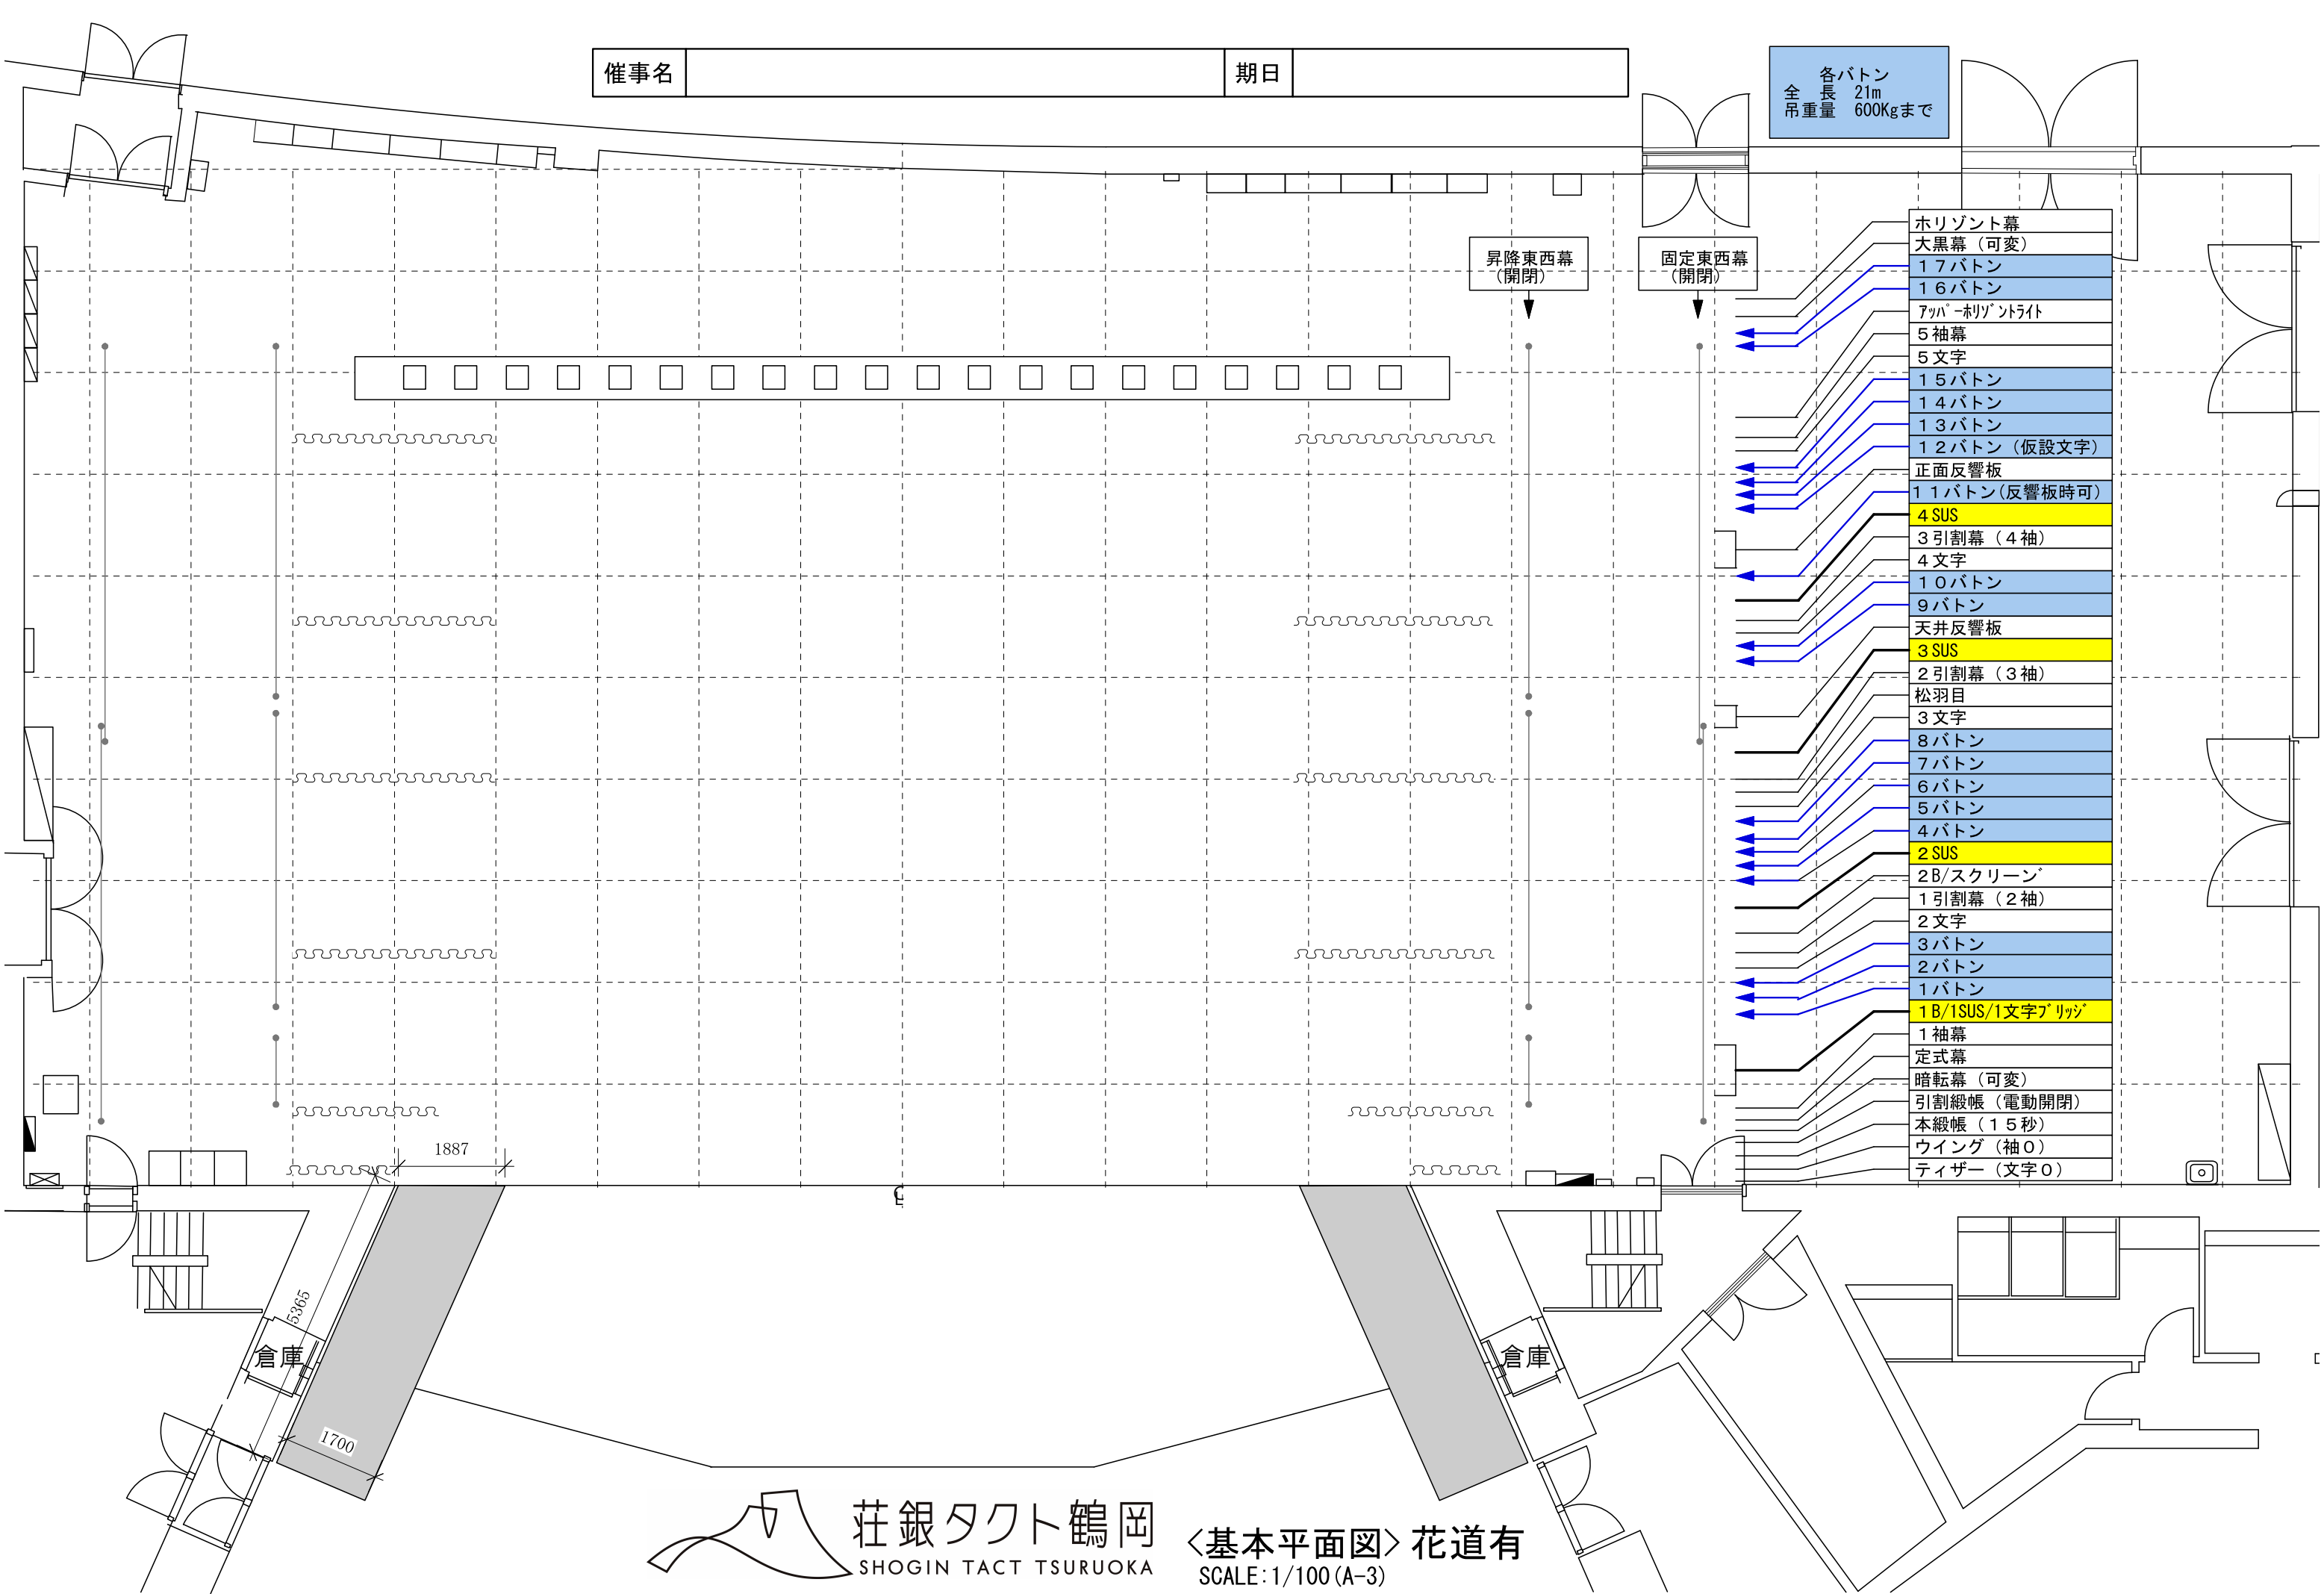 催事名
期日
各バトン
全　長　21m
吊重量　600Kgまで
昇降東西幕
（開閉）
固定東西幕
（開閉）
ホリゾント幕
大黒幕（可変）
１７バトン
１６バトン
ｱｯﾊﾟｰﾎﾘｿﾞﾝﾄﾗｲﾄ
５袖幕
５文字
１５バトン
１４バトン
１３バトン
１２バトン（仮設文字）
正面反響板
１１バトン(反響板時可)
４SUS
３引割幕（４袖）
４文字
１０バトン
９バトン
天井反響板
３SUS
２引割幕（３袖）
松羽目
３文字
８バトン
７バトン
６バトン
５バトン
４バトン
２SUS
２B/スクリーン゛
１引割幕（２袖）
２文字
３バトン
２バトン
１バトン
１B/1SUS/1文字ﾌﾞﾘｯｼﾞ
１袖幕
定式幕
暗転幕（可変）
引割緞帳（電動開閉）
本緞帳（１５秒）
ウイング（袖０）
ティザー（文字０）
1887
℄
5365
倉庫
倉庫
1700
荘銀タクト鶴岡
SHOGIN TACT TSURUOKA
<基本平面図> 花道有
SCALE:1/100(A-3)